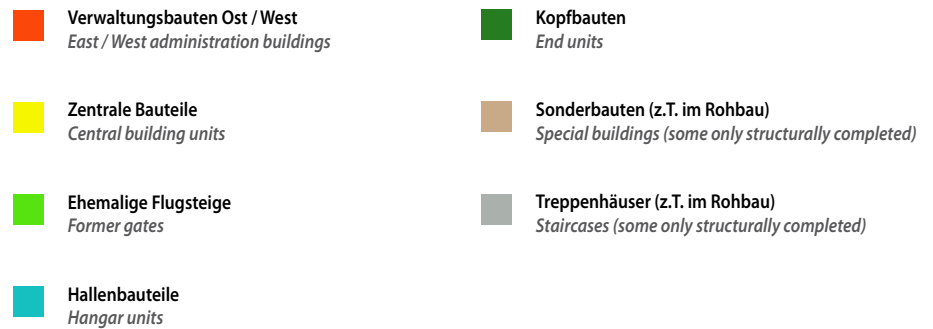 Verwaltungsbauten Ost / West
East / West administration buildings
Zentrale Bauteile
Central building units
Ehemalige Flugsteige
Former gates
Hallenbauteile
Hangar units
Kopfbauten
End units
Sonderbauten (z.T. im Rohbau)
Special buildings (some only structurally completed)
Treppenhäuser (z.T. im Rohbau)
Staircases (some only structurally completed)